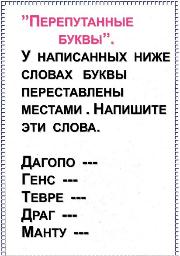 "ПЕРЕПУТАННЫЕ
БУКВЫ".
У НАПИСАННЫХ НИЖЕ
СЛОВАХ БУКВЫ
ПЕРЕСТАВЛЕНЫ
МЕСТАМИ. НАПИШИТЕ
ЭТИ СЛОВА.
ДАГОПО ---
ГЕНС ---
ТЕВРЕ ---
ДРАГ ---
МАНТУ ---